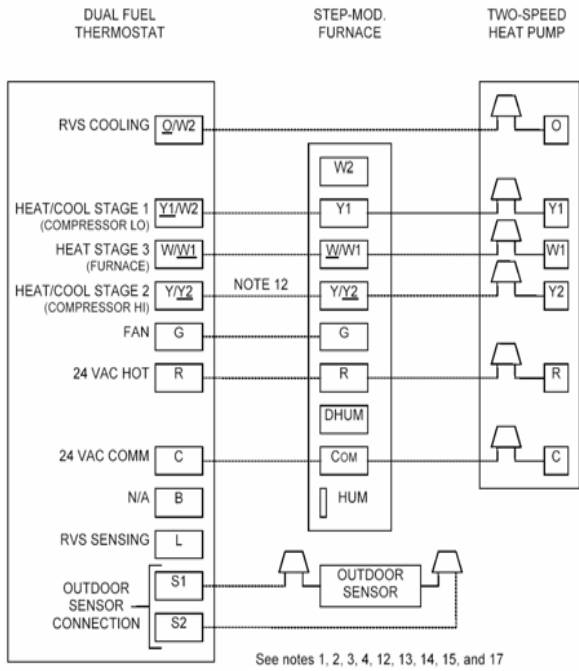 DUAL FUEL
THERMOSTAT
STEP-MOD.
FURNACE
TWO-SPEED
HEAT PUMP
RVS COOLING O/W2 O
W2
HEAT/COOL STAGE 1 Y1/W2 Y1 Y1
(COMPRESSOR LO)
HEAT STAGE 3 W/W1 W/W1 W1
(FURNACE)
HEAT/COOL STAGE 2 Y/Y2 NOTE 12 Y/Y2 Y2
(COMPRESSOR HI)
FAN G G
24 VAC HOT R R R
DHUM
24 VAC COMM C COM C
N/A B HUM
RVS SENSING L
OUTDOOR
SENSOR
CONNECTION
S1
S2
OUTDOOR
SENSOR
See notes 1, 2, 3, 4, 12, 13, 14, 15, and 17